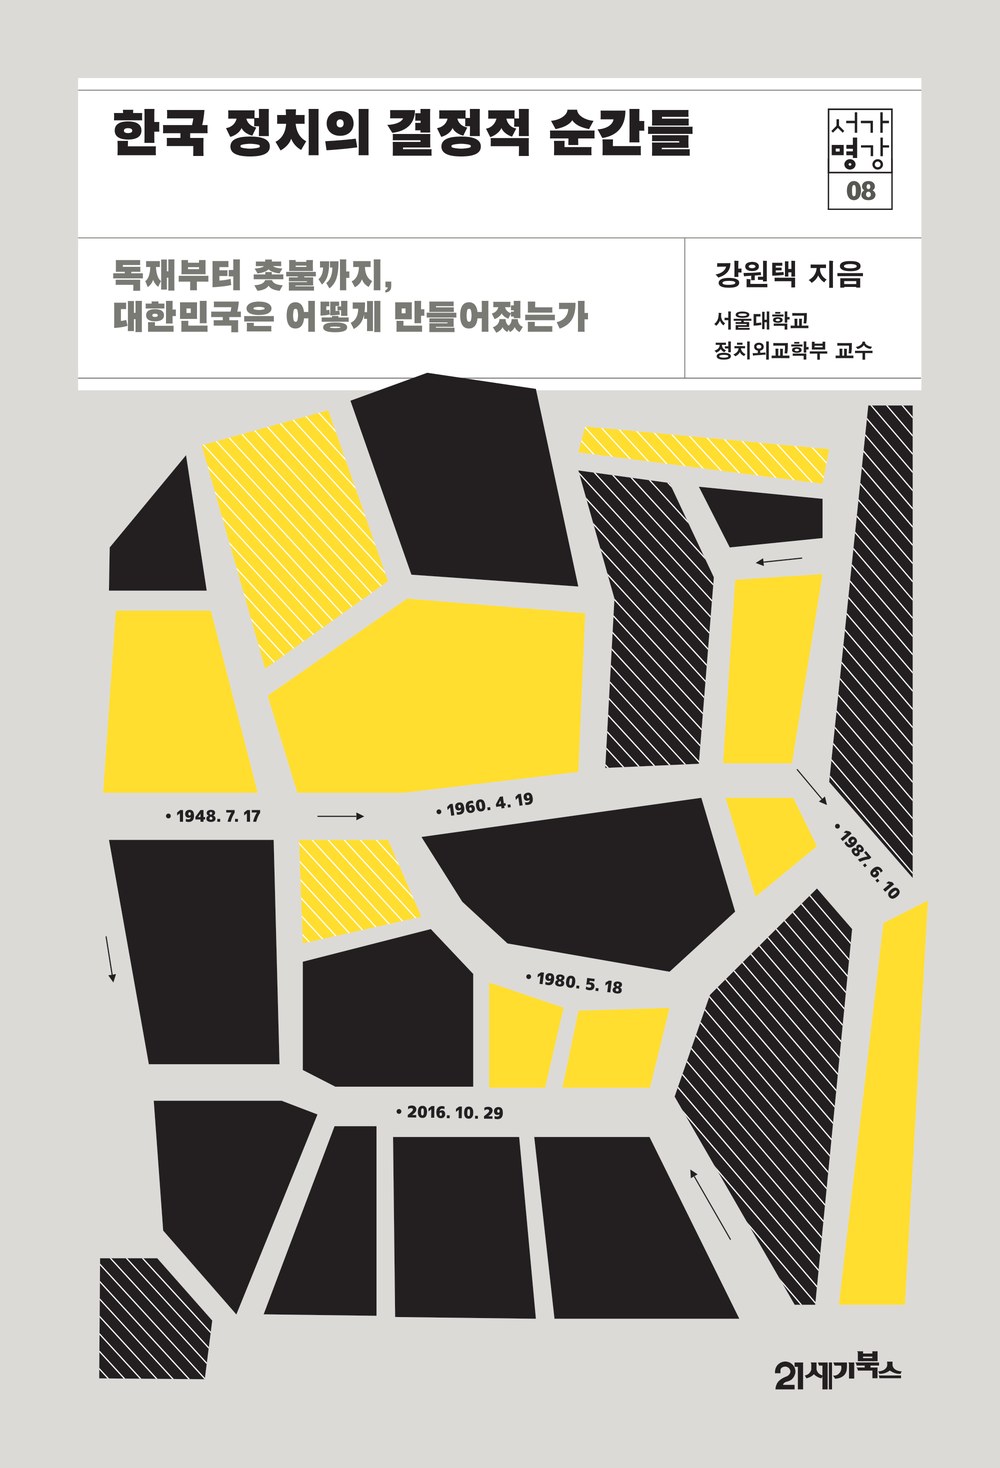 한국 정치의 결정적 순간들
서가
명강
08
독재부터 촛불까지,
대한민국은 어떻게 만들어졌는가
강원택 지음
서울대학교
정치외교학부 교수
• 1948. 7. 17
• 1960. 4. 19
• 1987. 6. 10
• 1980. 5. 18
• 2016. 10. 29
21세기북스